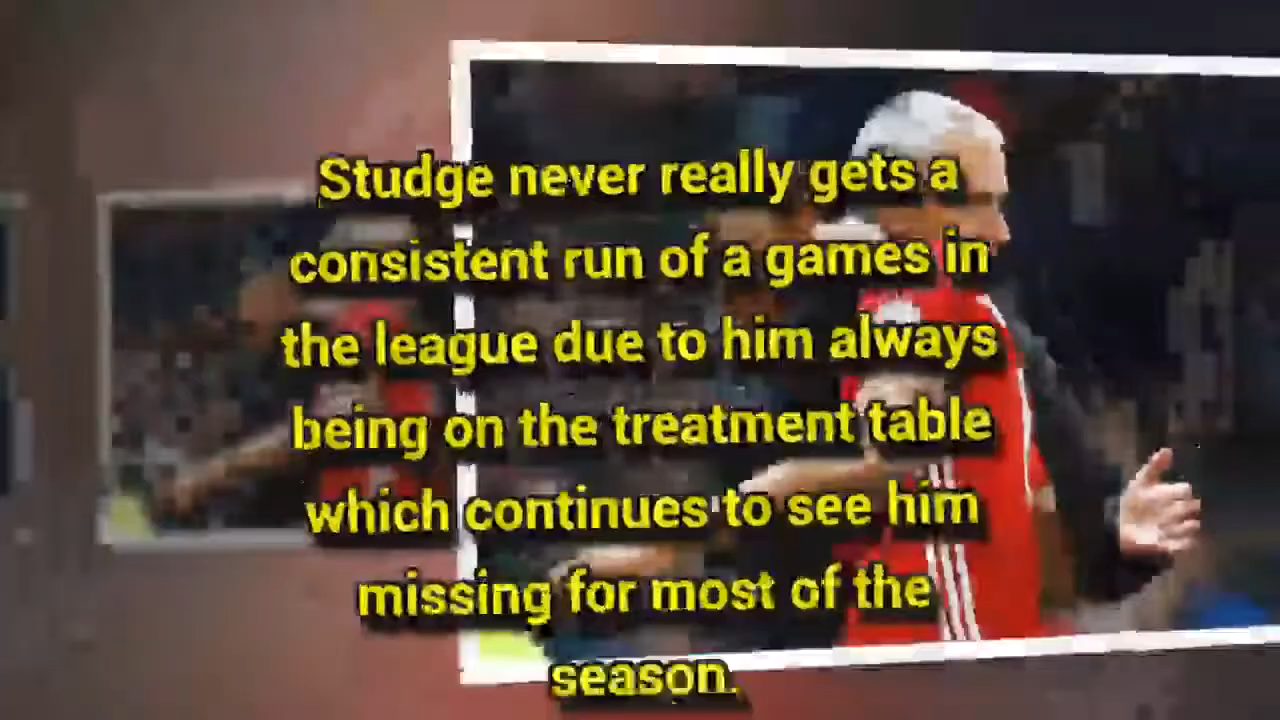 Studge never really gets a
consistent run of a games in
the league due to him always
being on the treatment table
which continues to see him
missing for most of the
season.